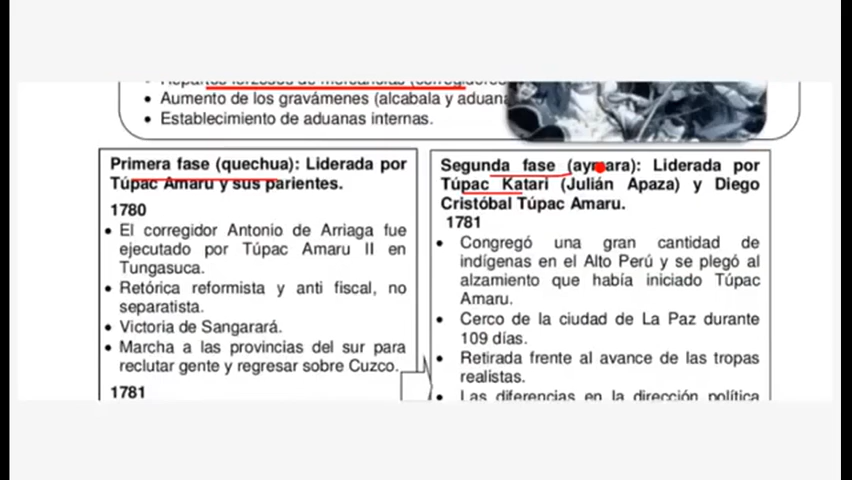 • Repartos forzosos de mercancías (corregidores
• Aumento de los gravámenes (alcabala y aduana
• Establecimiento de aduanas internas.
Primera fase (quechua): Liderada por
Túpac Amaru y sus parientes.
1780
• El corregidor Antonio de Arriaga fue
ejecutado por Túpac Amaru II en
Tungasuca.
• Retórica reformista y anti fiscal, no
separatista.
• Victoria de Sangarará.
• Marcha a las provincias del sur para
reclutar gente y regresar sobre Cuzco.
1781
Segunda fase (aymara): Liderada por
Túpac Katari (Julián Apaza) y Diego
Cristóbal Túpac Amaru.
1781
• Congregó una gran cantidad de
indígenas en el Alto Perú y se plegó al
alzamiento que había iniciado Túpac
Amaru.
• Cerco de la ciudad de La Paz durante
109 días.
• Retirada frente al avance de las tropas
realistas.
• Las diferencias en la dirección política